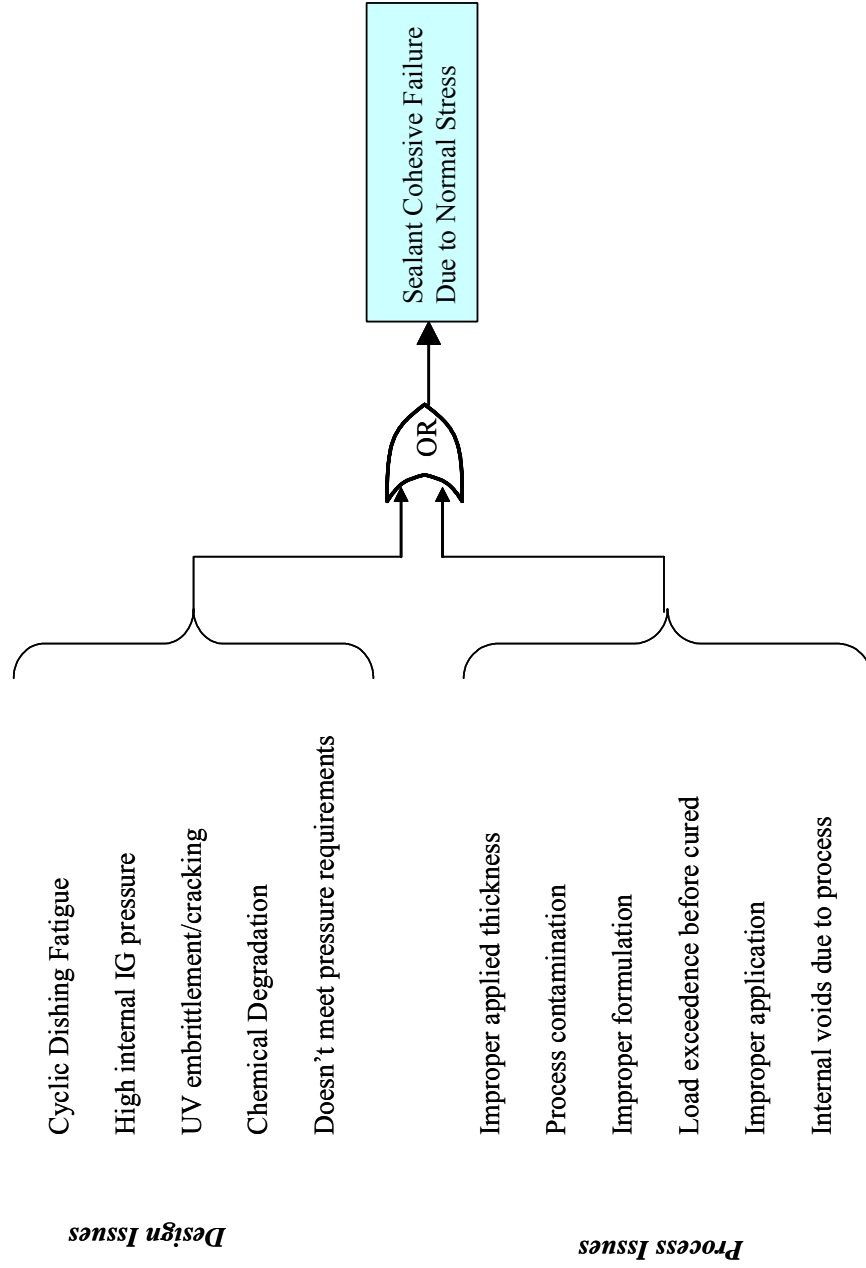 Design Issues
Cyclic Dishing Fatigue
High internal IG pressure
UV embrittlement/cracking
Chemical Degradation
Doesn’t meet pressure requirements
Process Issues
Improper applied thickness
Process contamination
Improper formulation
Load exceedence before cured
Improper application
Internal voids due to process
OR
Sealant Cohesive Failure
Due to Normal Stress